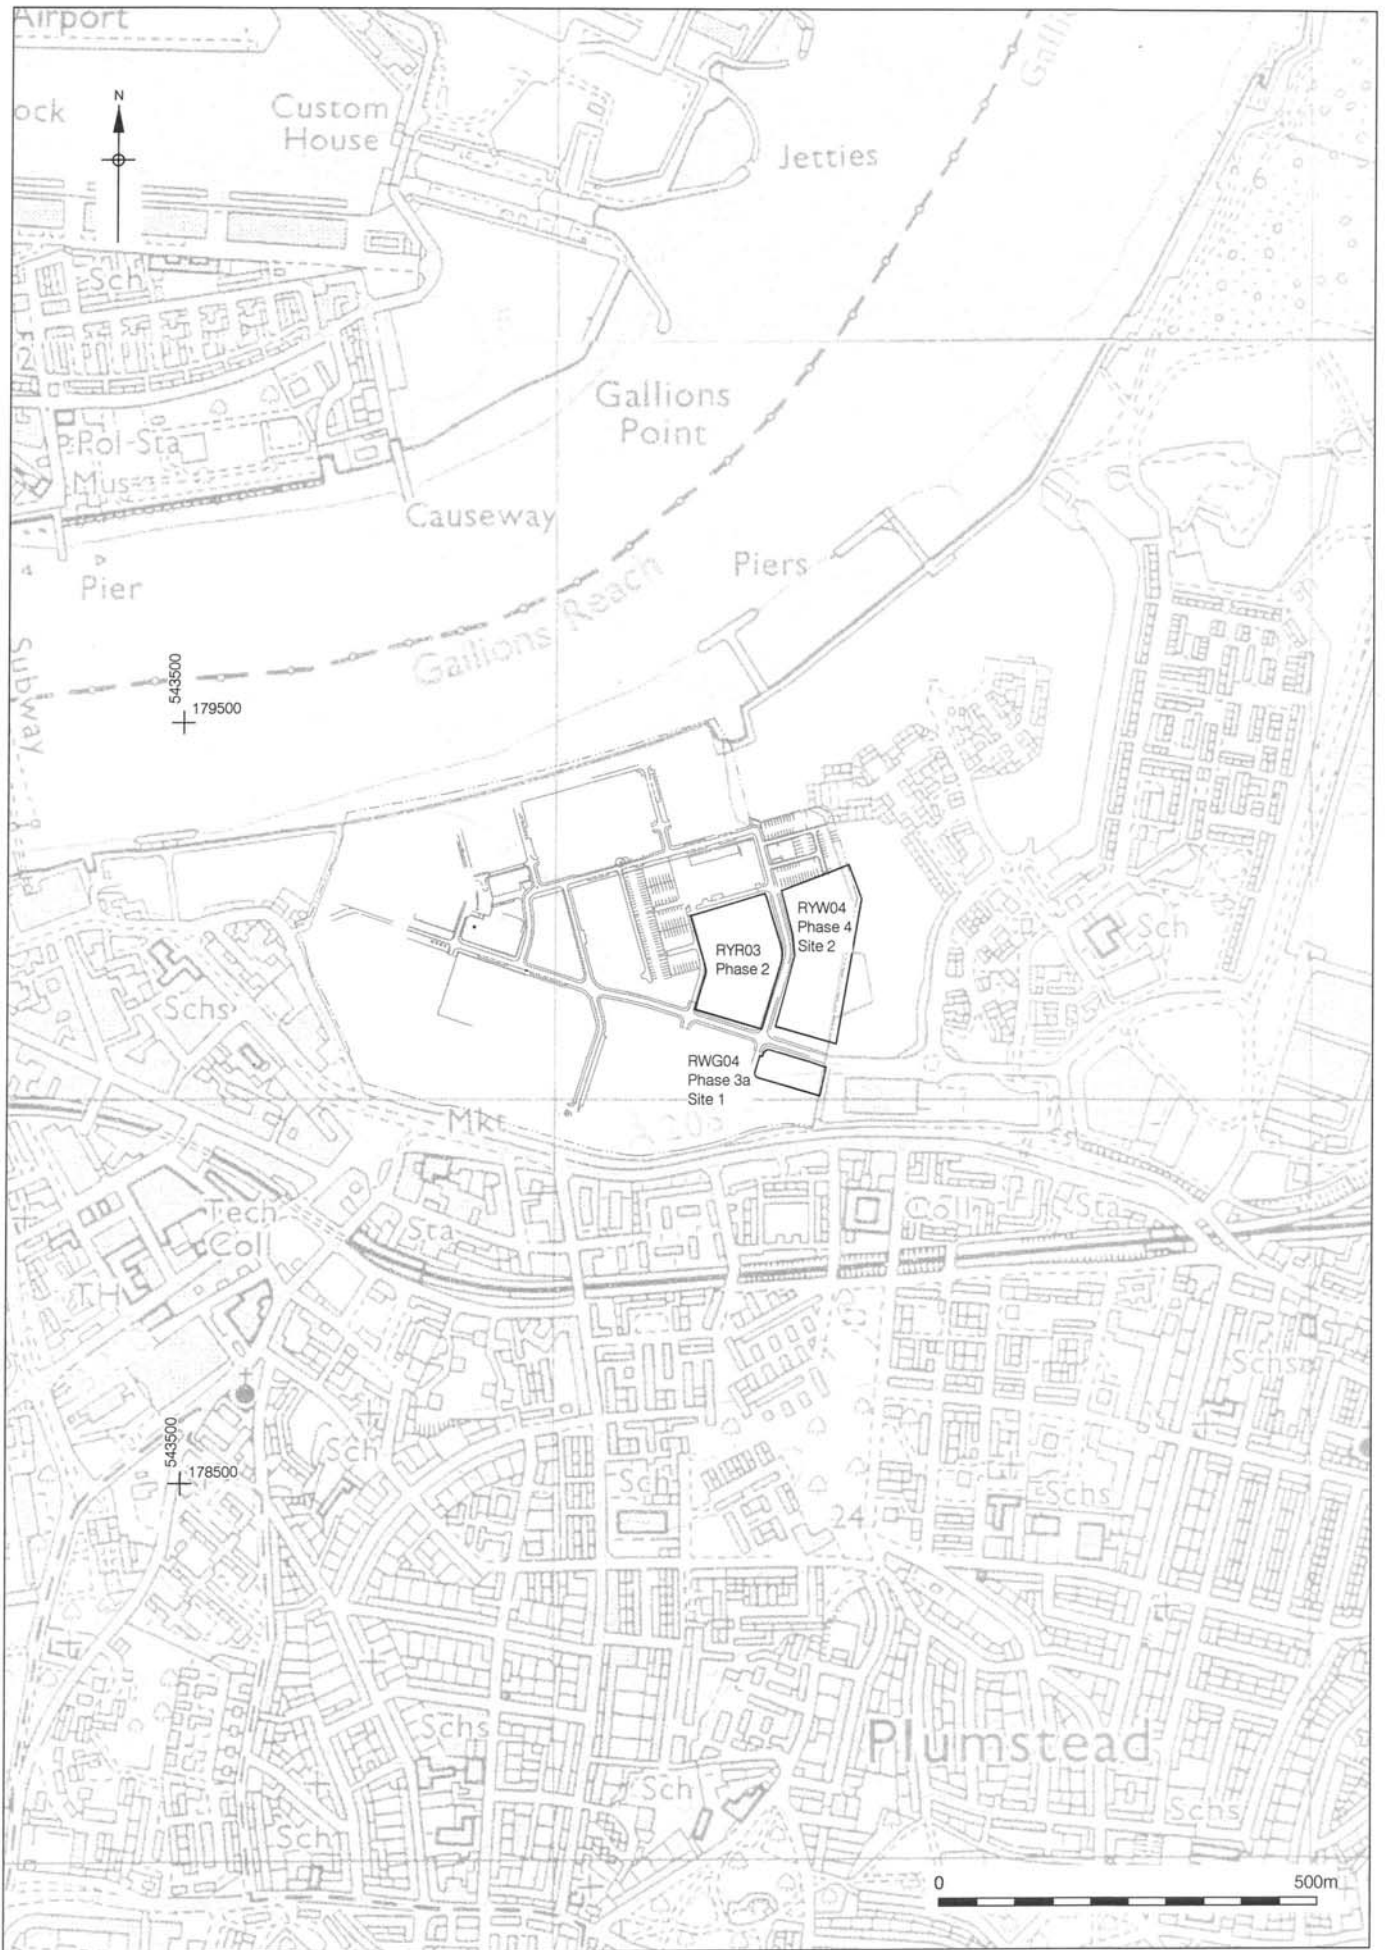 Airport
N
ock
Custom
House
Jetties
6
Sch
2
Gallions
Point
Pol Sta
Mus
Causeway
Piers
Pier
Gallions Reach
Subway
543500
179500
RYW04
Phase 4
Site 2
RYR03
Phase 2
Sch
Schs
RWG04
Phase 3a
Site 1
Mkt
Tech
Coll
Sta
Coll
Sta
TH
Schs
543500
178500
Sch
Sch
Schs
24
Plumstead
Schs
Sch
Schs
Sch
0
500m